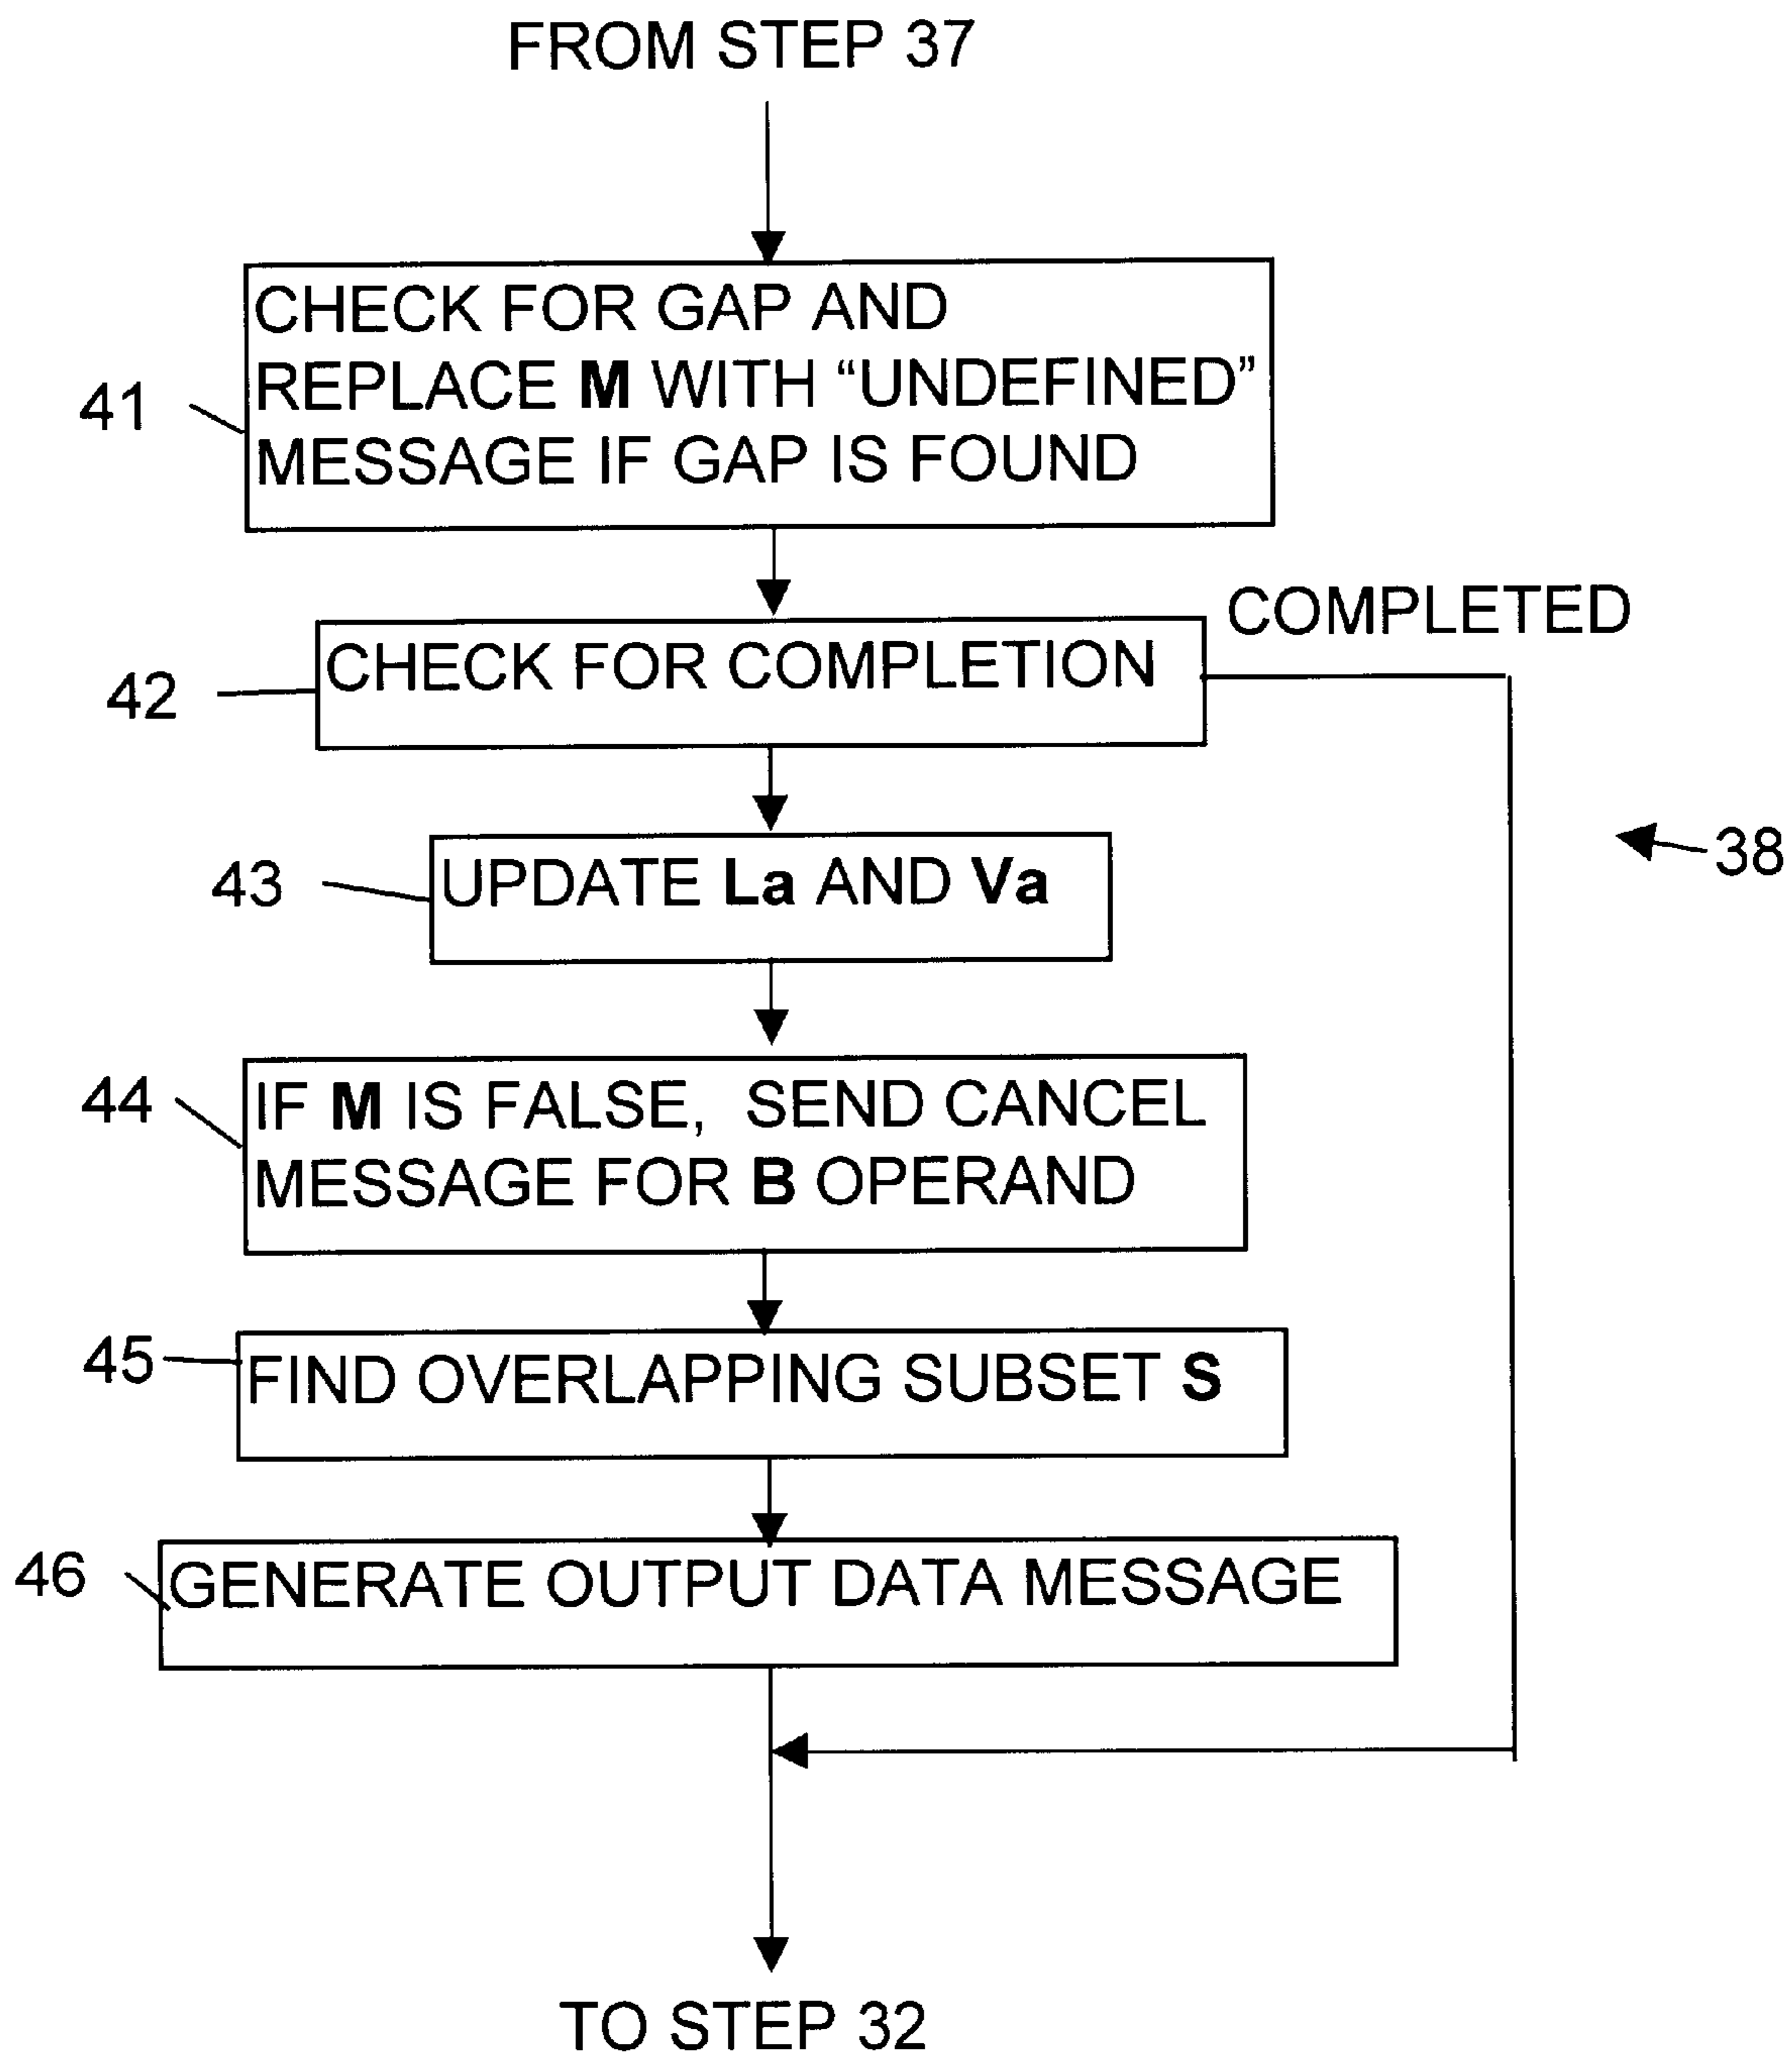 FROM STEP 37
CHECK FOR GAP AND
REPLACE M WITH “UNDEFINED”
MESSAGE IF GAP IS FOUND
41
COMPLETED
CHECK FOR COMPLETION
42
UPDATE La AND Va
43
38
IF M IS FALSE, SEND CANCEL
MESSAGE FOR B OPERAND
44
FIND OVERLAPPING SUBSET S
45
GENERATE OUTPUT DATA MESSAGE
46
TO STEP 32